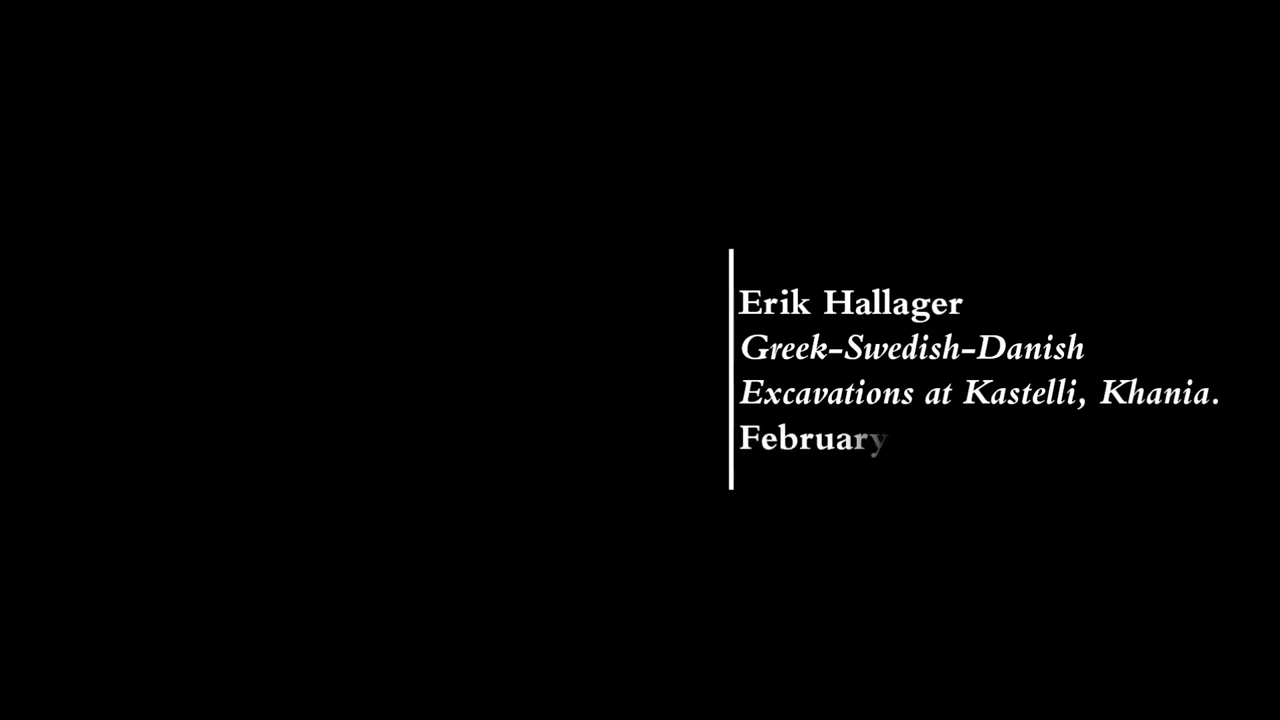 Erik Hallager
Greek-Swedish-Danish
Excavations at Kastelli, Khania.
February